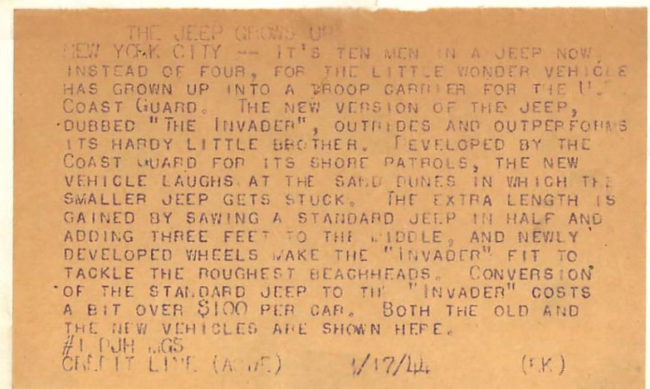 THE JEEP GROWS UP
NEW YORK CITY -- IT'S TEN MEN IN A JEEP NOW,
INSTEAD OF FOUR, FOR THE LITTLE WONDER VEHICLE
HAS GROWN UP INTO A TROOP CARRIER FOR THE U.S.
COAST GUARD. THE NEW VERSION OF THE JEEP,
DUBBED "THE INVADER", OUTRIDES AND OUTPERFORMS
ITS HARDY LITTLE BROTHER. DEVELOPED BY THE
COAST GUARD FOR ITS SHORE PATROLS, THE NEW
VEHICLE LAUGHS AT THE SAND DUNES IN WHICH THE
SMALLER JEEP GETS STUCK. THE EXTRA LENGTH IS
GAINED BY SAWING A STANDARD JEEP IN HALF AND
ADDING THREE FEET TO THE MIDDLE, AND NEWLY
DEVELOPED WHEELS MAKE THE "INVADER" FIT TO
TACKLE THE ROUGHEST BEACHHEADS. CONVERSION
OF THE STANDARD JEEP TO THE "INVADER" COSTS
A BIT OVER $100 PER CAR. BOTH THE OLD AND
THE NEW VEHICLES ARE SHOWN HERE.
#1 DJH
CREDIT LINE (ACME) 1/17/44 (EK)